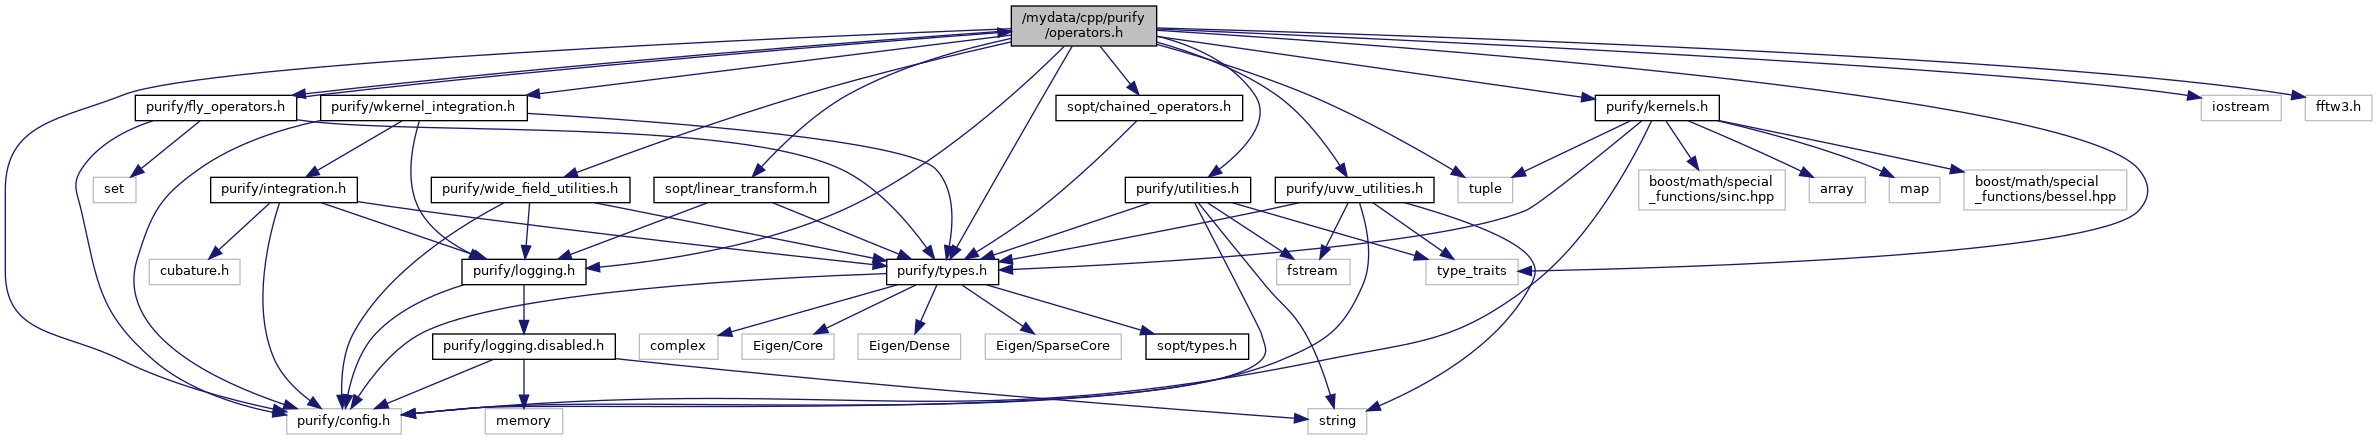 /mydata/cpp/purify
/operators.h
purify/fly_operators.h
purify/wkernel_integration.h
sopt/chained_operators.h
purify/kernels.h
iostream
fftw3.h
set
purify/integration.h
purify/wide_field_utilities.h
sopt/linear_transform.h
purify/utilities.h
purify/uvw_utilities.h
tuple
boost/math/special
_functions/sinc.hpp
array
map
boost/math/special
_functions/bessel.hpp
cubature.h
purify/logging.h
purify/types.h
fstream
type_traits
purify/logging.disabled.h
complex
Eigen/Core
Eigen/Dense
Eigen/SparseCore
sopt/types.h
purify/config.h
memory
string